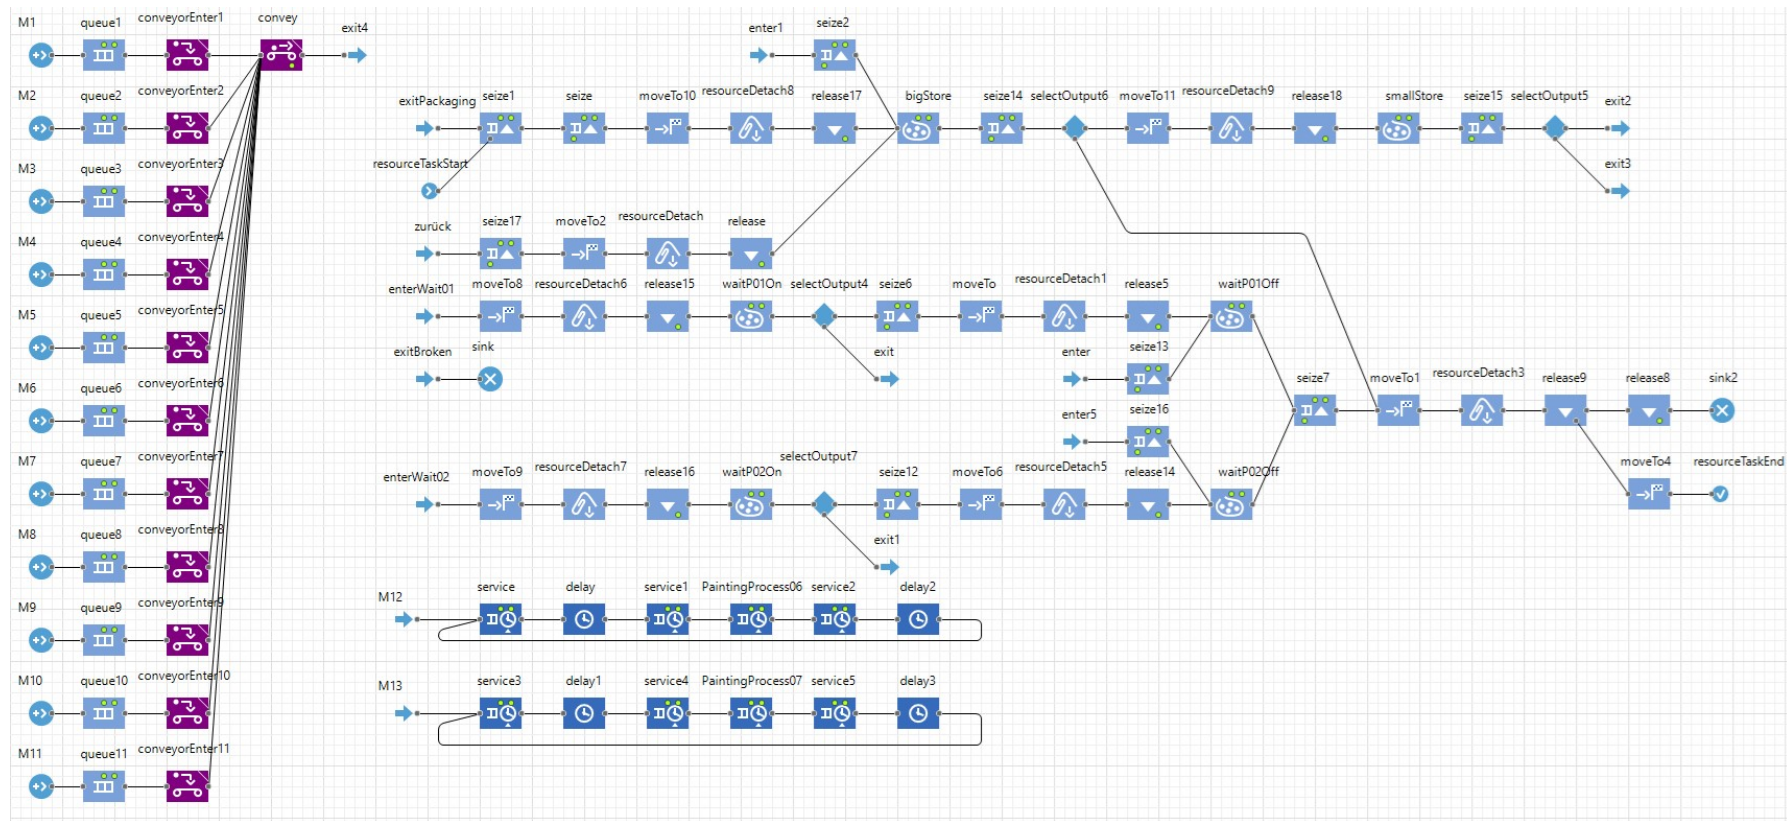 M1 queue1 conveyorEnter1 convey exit4
M2 queue2 conveyorEnter2
M3 queue3 conveyorEnter3
M4 queue4 conveyorEnter4
M5 queue5 conveyorEnter5
M6 queue6 conveyorEnter6
M7 queue7 conveyorEnter7
M8 queue8 conveyorEnter8
M9 queue9 conveyorEnter9
M10 queue10 conveyorEnter10
M11 queue11 conveyorEnter11
enter1 seize2
exitPackaging seize1 seize moveTo10 resourceDetach8 release17 bigStore seize14 selectOutput6 moveTo11 resourceDetach9 release18 smallStore seize15 selectOutput5 exit2
resourceTaskStart
exit3
zurück seize17 moveTo2 resourceDetach release
enterWait01 moveTo8 resourceDetach6 release15 waitP01On selectOutput4 seize6 moveTo resourceDetach1 release5 waitP01Off
exitBroken sink
exit
enter seize13
seize7 moveTo1 resourceDetach3 release9 release8 sink2
enter5 seize16
moveTo4 resourceTaskEnd
enterWait02 moveTo9 resourceDetach7 release16 waitP02On selectOutput7 seize12 moveTo6 resourceDetach5 release14 waitP02Off
exit1
M12 service delay service1 PaintingProcess06 service2 delay2
M13 service3 delay1 service4 PaintingProcess07 service5 delay3